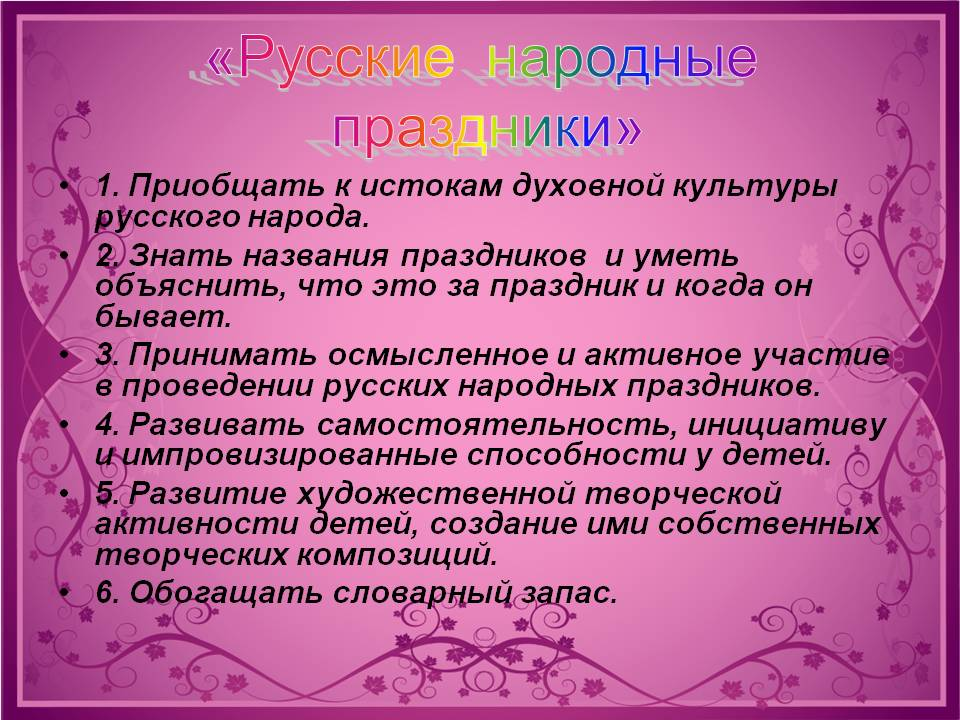 «Русские народные
праздники»
• 1. Приобщать к истокам духовной культуры
русского народа.
• 2. Знать названия праздников и уметь
объяснить, что это за праздник и когда он
бывает.
• 3. Принимать осмысленное и активное участие
в проведении русских народных праздников.
• 4. Развивать самостоятельность, инициативу
и импровизированные способности у детей.
• 5. Развитие художественной творческой
активности детей, создание ими собственных
творческих композиций.
• 6. Обогащать словарный запас.